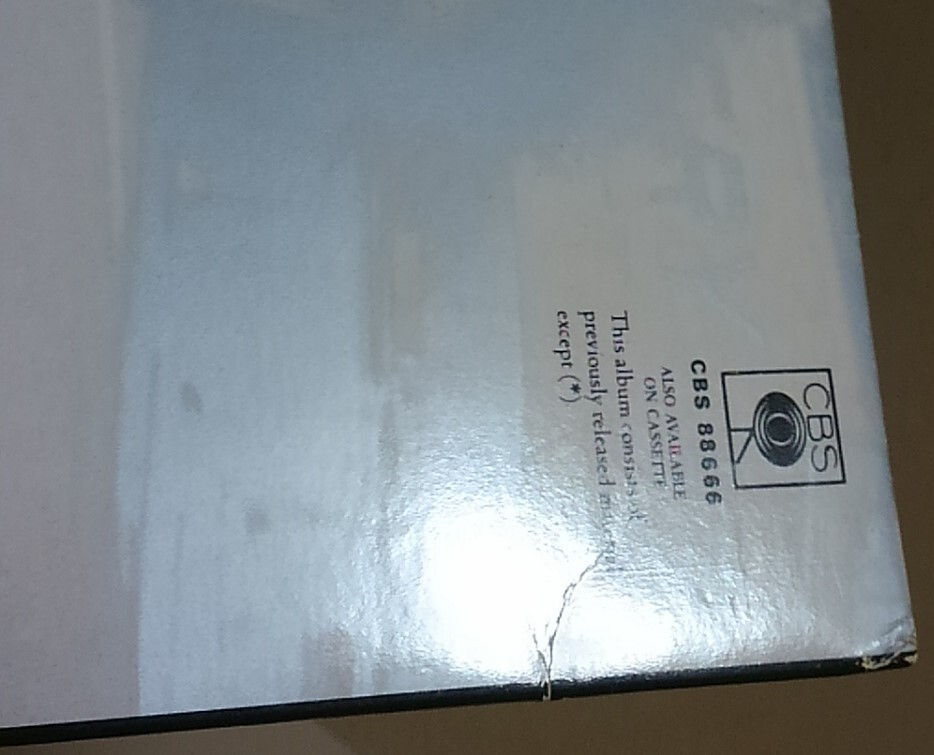 CBS
CBS 88666
ALSO AVAILABLE
ON CASSETTE
This album consists of
previously released
except (*).